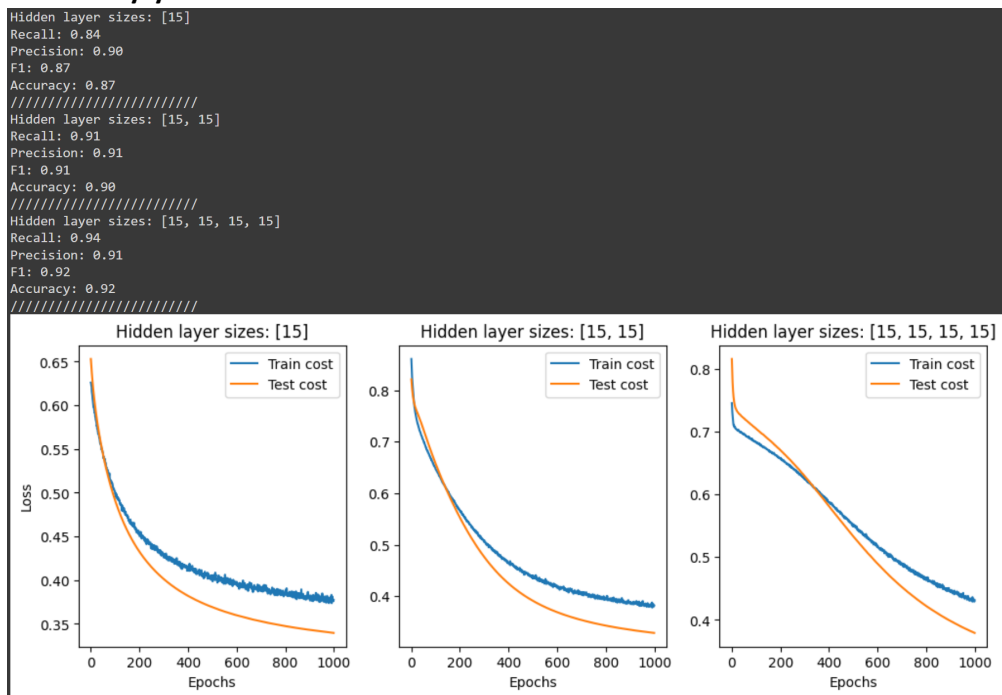 Hidden layer sizes: [15]
Recall: 0.84
Precision: 0.90
F1: 0.87
Accuracy: 0.87
/////////////////////////
Hidden layer sizes: [15, 15]
Recall: 0.91
Precision: 0.91
F1: 0.91
Accuracy: 0.90
/////////////////////////
Hidden layer sizes: [15, 15, 15, 15]
Recall: 0.94
Precision: 0.91
F1: 0.92
Accuracy: 0.92
/////////////////////////
Hidden layer sizes: [15]
Train cost
Test cost
0.65
0.60
0.55
0.50
0.45
0.40
0.35
Loss
0 200 400 600 800 1000
Epochs
Hidden layer sizes: [15, 15]
Train cost
Test cost
0.8
0.7
0.6
0.5
0.4
0 200 400 600 800 1000
Epochs
Hidden layer sizes: [15, 15, 15, 15]
Train cost
Test cost
0.8
0.7
0.6
0.5
0.4
0 200 400 600 800 1000
Epochs